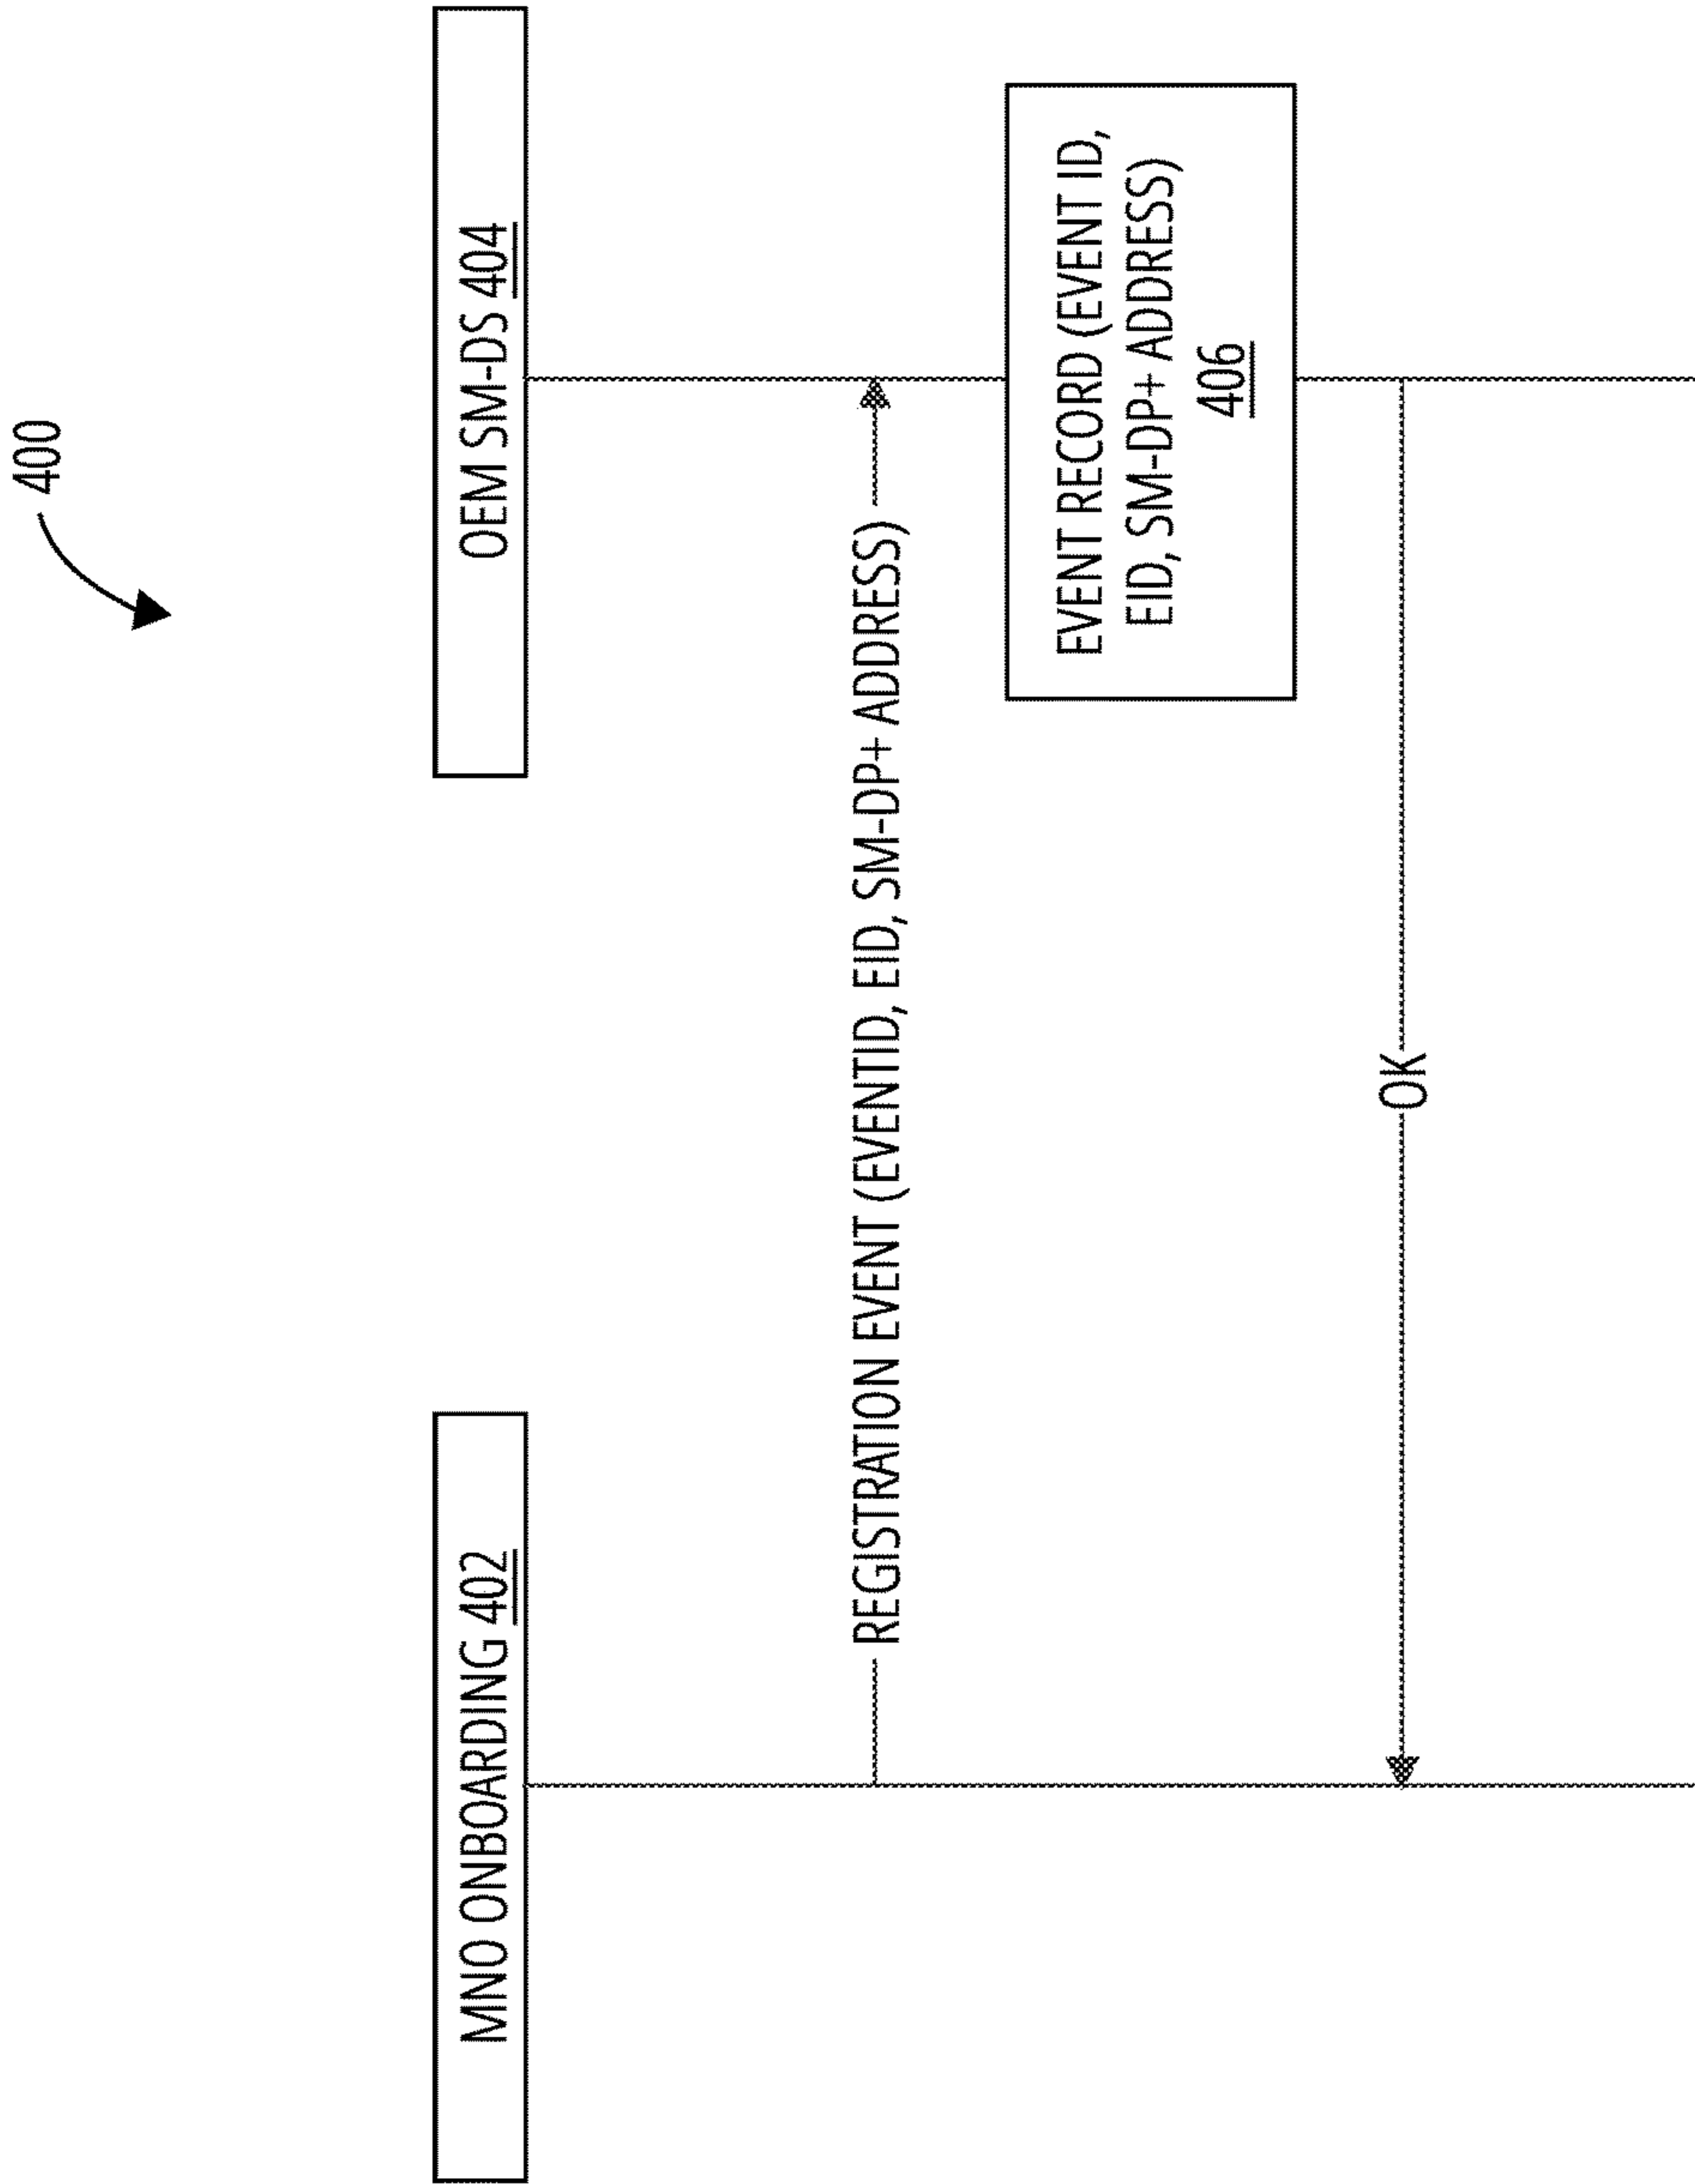 400
MNO ONBOARDING 402
OEM SM-DS 404
REGISTRATION EVENT (EVENTID, EID, SM-DP+ ADDRESS)
EVENT RECORD (EVENT ID,
EID, SM-DP+ ADDRESS)
406
OK